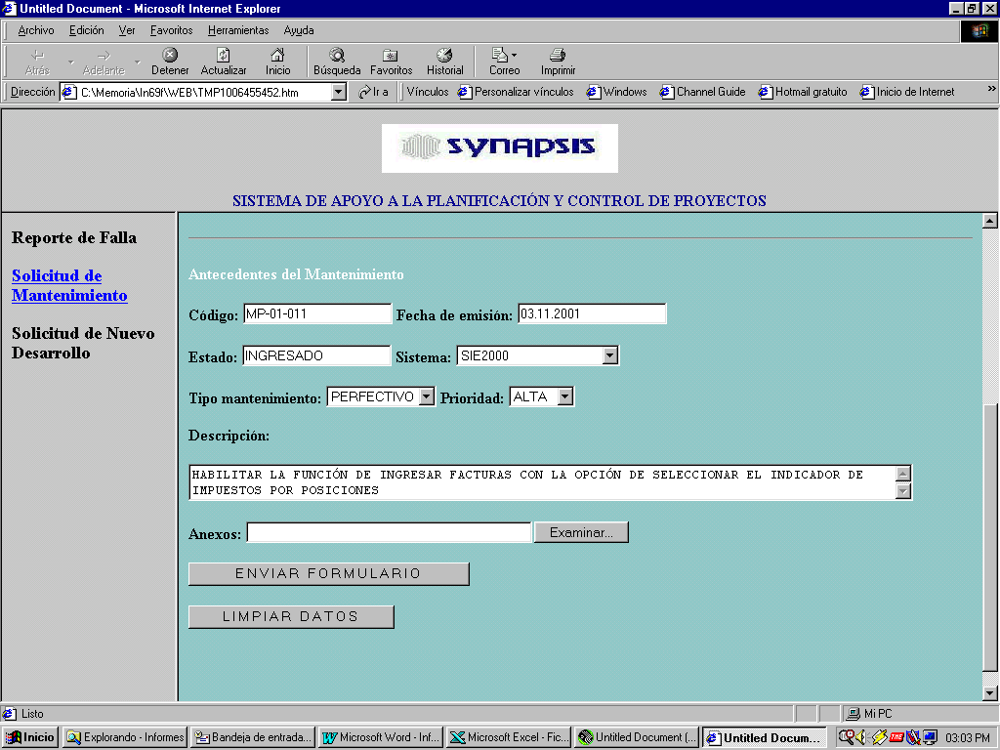 Untitled Document - Microsoft Internet Explorer
Archivo Edición Ver Favoritos Herramientas Ayuda
Atrás Adelante Detener Actualizar Inicio Búsqueda Favoritos Historial Correo Imprimir
Dirección C:\Memoria\In69f\WEB\TMP1006455452.htm Ir a Vínculos Personalizar vínculos Windows Channel Guide Hotmail gratuito Inicio de Internet »
SYNAPSIS
SISTEMA DE APOYO A LA PLANIFICACIÓN Y CONTROL DE PROYECTOS
Reporte de Falla
Solicitud de
Mantenimiento
Solicitud de Nuevo
Desarrollo
Antecedentes del Mantenimiento
Código: MP-01-011 Fecha de emisión: 03.11.2001
Estado: INGRESADO Sistema: SIE2000
Tipo mantenimiento: PERFECTIVO Prioridad: ALTA
Descripción:
HABILITAR LA FUNCIÓN DE INGRESAR FACTURAS CON LA OPCIÓN DE SELECCIONAR EL INDICADOR DE
IMPUESTOS POR POSICIONES
Anexos: Examinar...
ENVIAR FORMULARIO
LIMPIAR DATOS
Listo Mi PC
Inicio Explorando - Informes Bandeja de entrada... Microsoft Word - Inf... Microsoft Excel - Fic... Untitled Document (... Untitled Docum... 03:03 PM